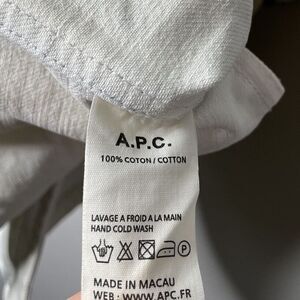 A.P.C.
100% COTON / COTTON
LAVAGE A FROID A LA MAIN
HAND COLD WASH
MADE IN MACAU
WEB : WWW.APC.FR